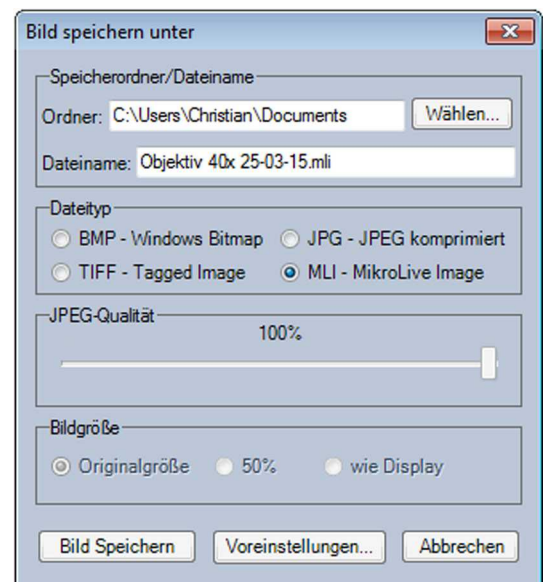 Bild speichern unter
Speicherordner/Dateiname
Ordner: C:\Users\Christian\Documents Wählen...
Dateiname: Objektiv 40x 25-03-15.mli
Dateityp
BMP - Windows Bitmap JPG - JPEG komprimiert
TIFF - Tagged Image MLI - MikroLive Image
JPEG-Qualität
100%
Bildgröße
Originalgröße 50% wie Display
Bild Speichern Voreinstellungen... Abbrechen